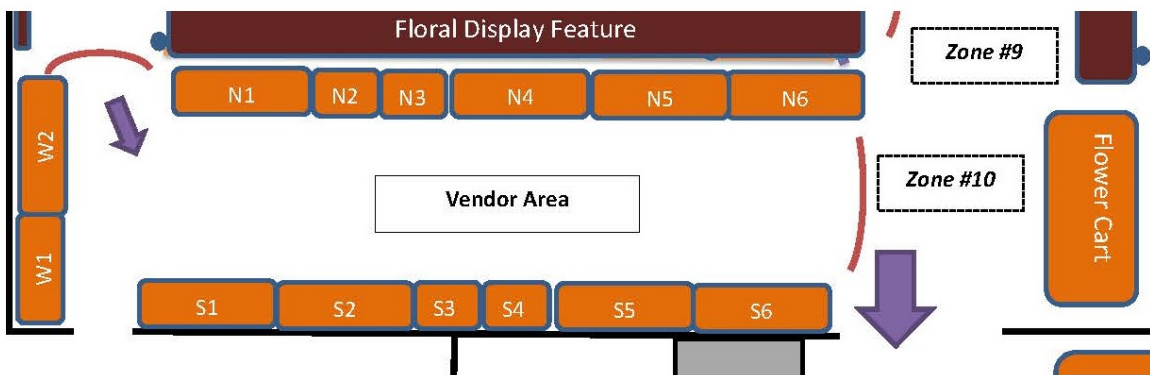 Floral Display Feature
Zone #9
N1 N2 N3 N4 N5 N6
W2
Flower Cart
Zone #10
Vendor Area
W1
S1 S2 S3 S4 S5 S6